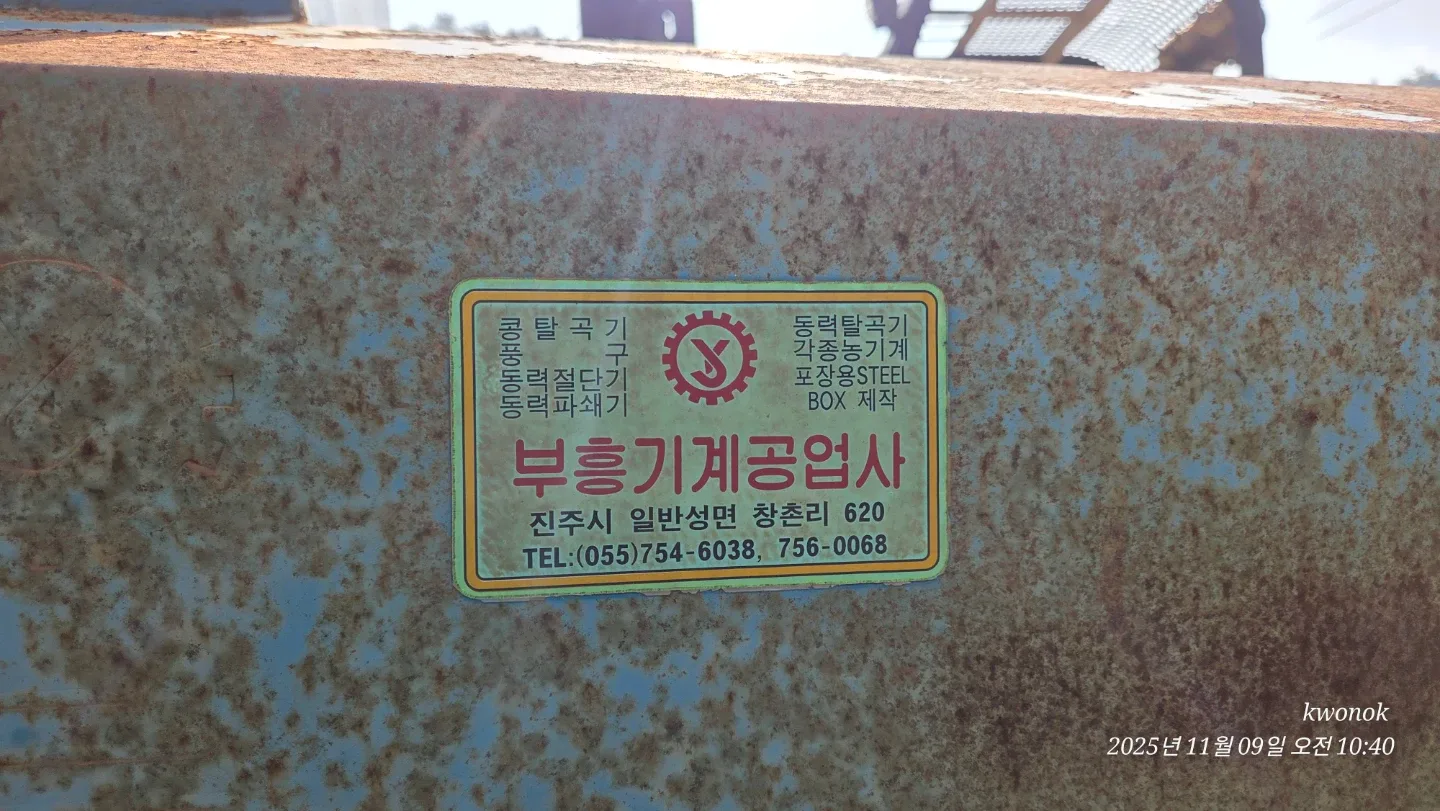 콩탈곡기
풍구
동력절단기
동력파쇄기
동력탈곡기
각종농기계
포장용STEEL
BOX 제작
부흥기계공업사
진주시 일반성면 창촌리 620
TEL:(055)754-6038, 756-0068
kwonok
2025년 11월 09일 오전 10:40